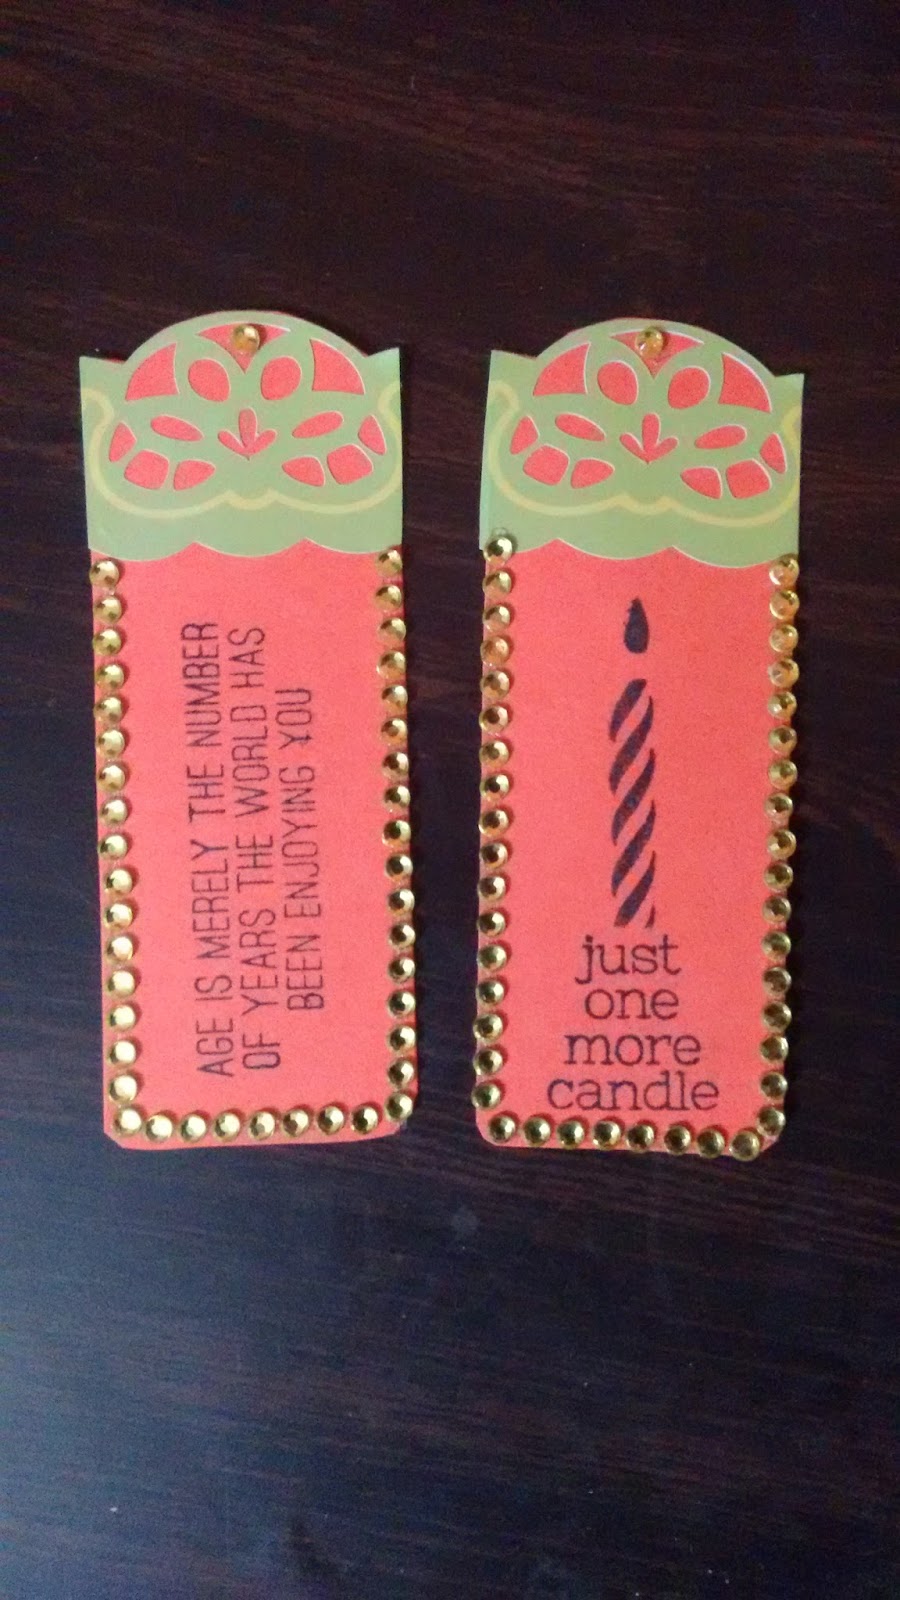 AGE IS MERELY THE NUMBER
OF YEARS THE WORLD HAS
BEEN ENJOYING YOU
just
one
more
candle